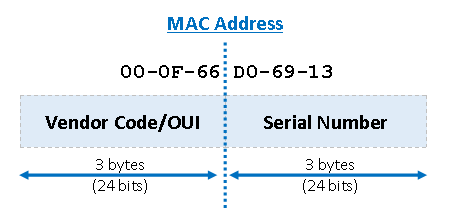 MAC Address
00-0F-66 D0-69-13
Vendor Code/OUI Serial Number
3 bytes 3 bytes
(24 bits) (24 bits)